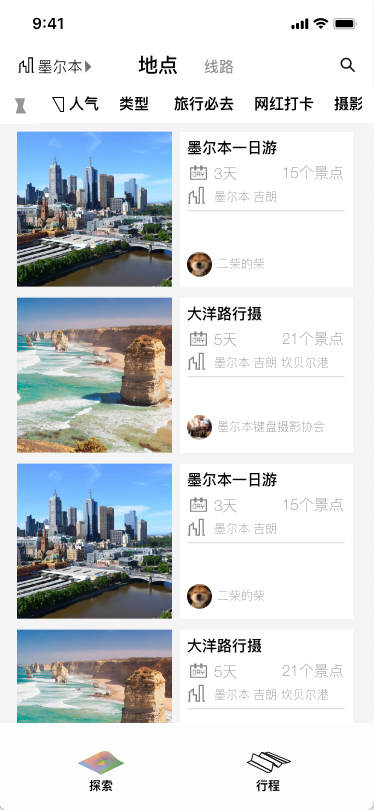 9:41
墨尔本 地点 线路
人气 类型 旅行必去 网红打卡 摄影
墨尔本一日游
DAY 3天 15个景点
墨尔本 吉朗
二柴的柴
大洋路行摄
DAY 5天 21个景点
墨尔本 吉朗 坎贝尔港
墨尔本键盘摄影协会
墨尔本一日游
DAY 3天 15个景点
墨尔本 吉朗
二柴的柴
大洋路行摄
DAY 5天 21个景点
墨尔本 吉朗 坎贝尔港
探索 行程